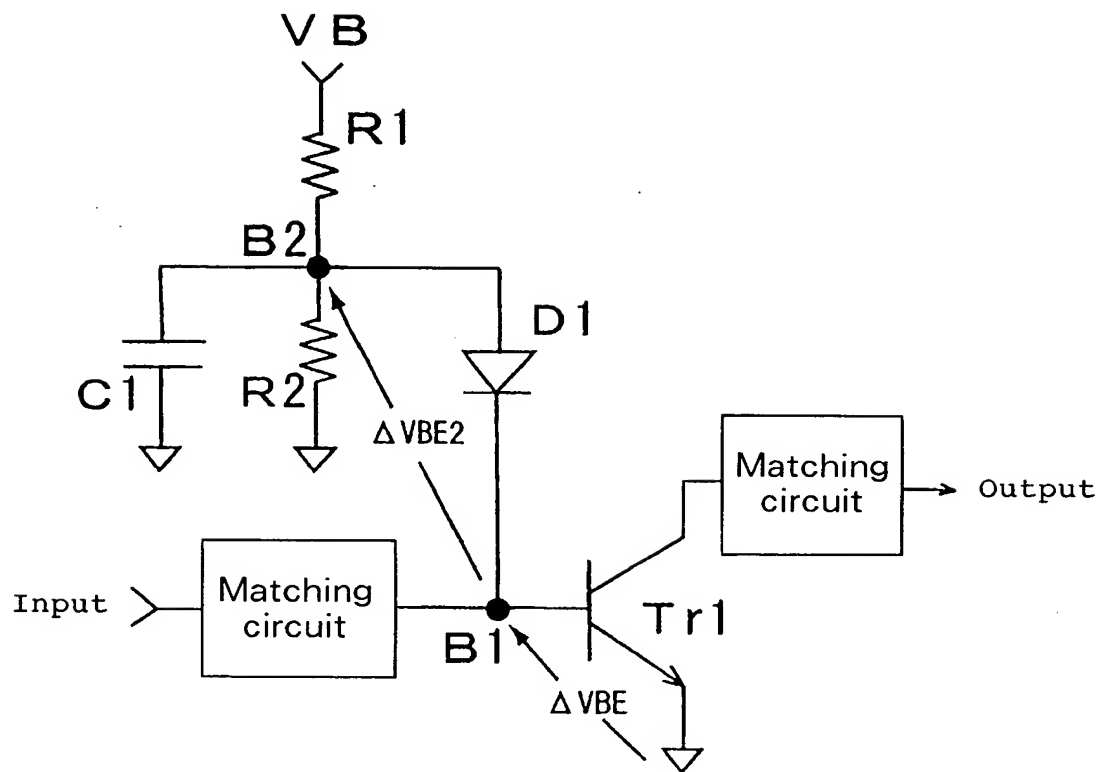 VB
R1
B2
D1
C1
R2
ΔVBE2
Matching
circuit
Output
Input
Matching
circuit
B1
Tr1
ΔVBE